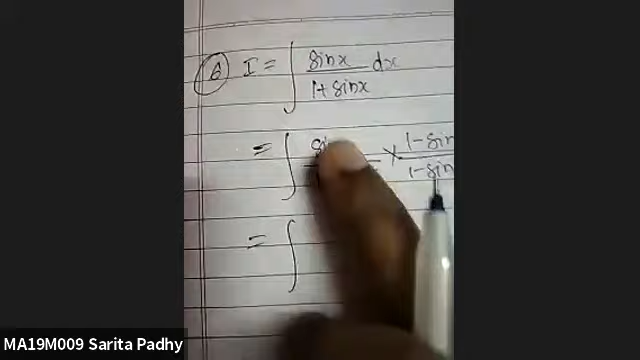 6 I = ∫ sinx / 1+sinx dx
= ∫ × 1-sin / 1-sin
= ∫
MA19M009 Sarita Padhy